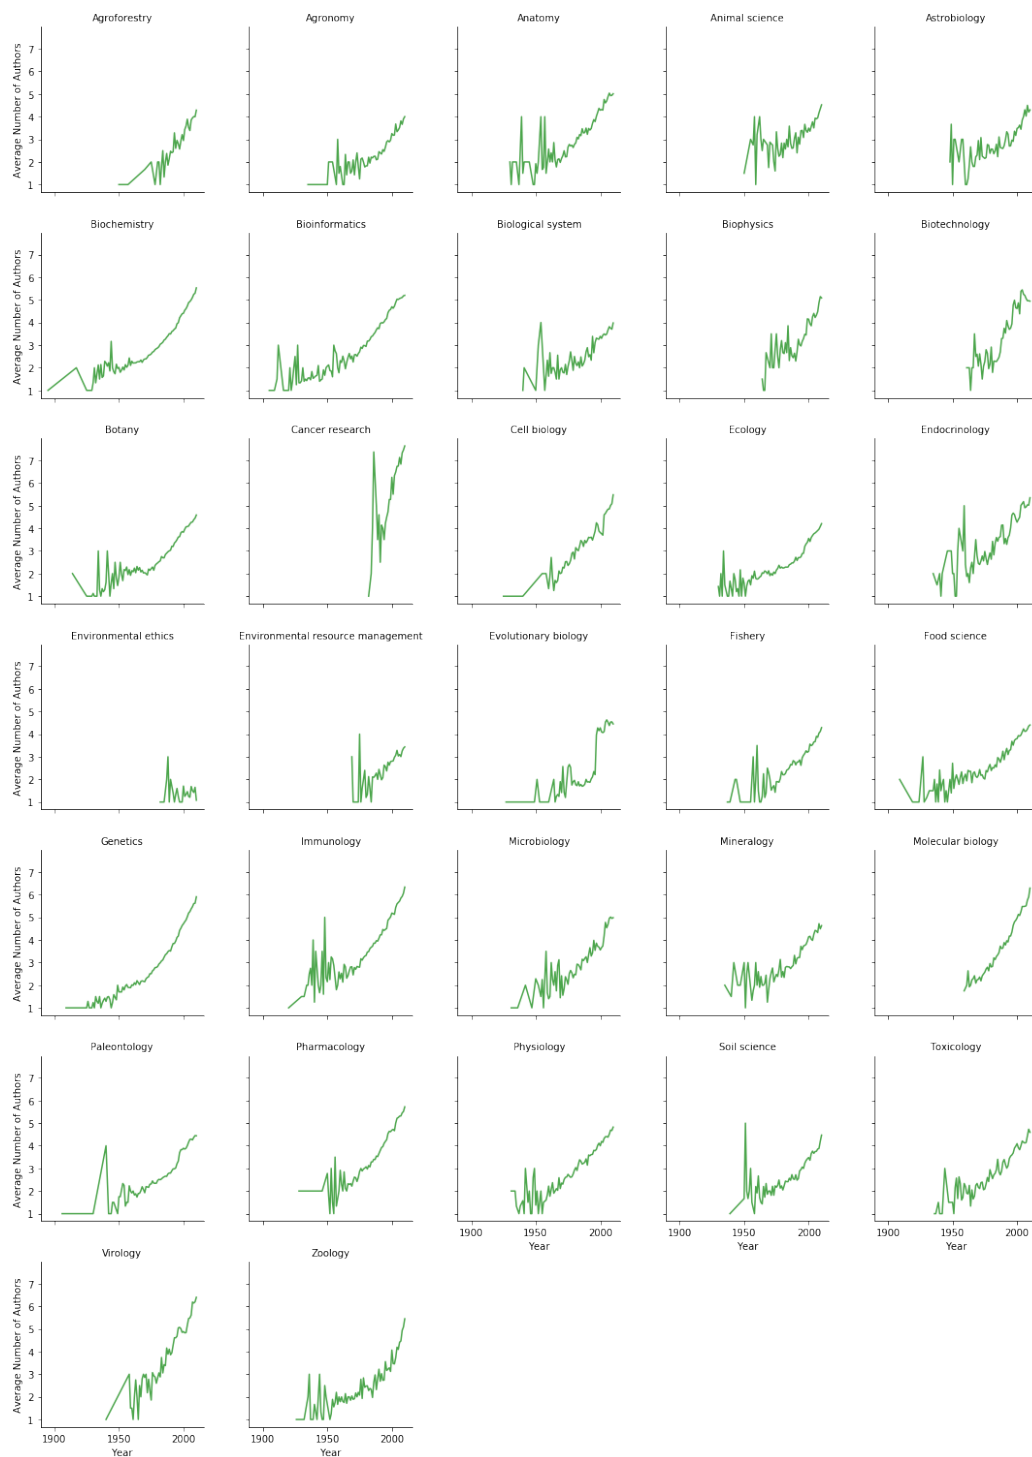 Agroforestry Agronomy Anatomy Animal science Astrobiology
Average Number of Authors
7
6
5
4
3
2
1
Biochemistry Bioinformatics Biological system Biophysics Biotechnology
Average Number of Authors
7
6
5
4
3
2
1
Botany Cancer research Cell biology Ecology Endocrinology
Average Number of Authors
7
6
5
4
3
2
1
Environmental ethics Environmental resource management Evolutionary biology Fishery Food science
Average Number of Authors
7
6
5
4
3
2
1
Genetics Immunology Microbiology Mineralogy Molecular biology
Average Number of Authors
7
6
5
4
3
2
1
Paleontology Pharmacology Physiology Soil science Toxicology
Average Number of Authors
7
6
5
4
3
2
1
1900 1950 2000 1900 1950 2000 1900 1950 2000
Year Year Year
Virology Zoology
Average Number of Authors
7
6
5
4
3
2
1
1900 1950 2000 1900 1950 2000
Year Year